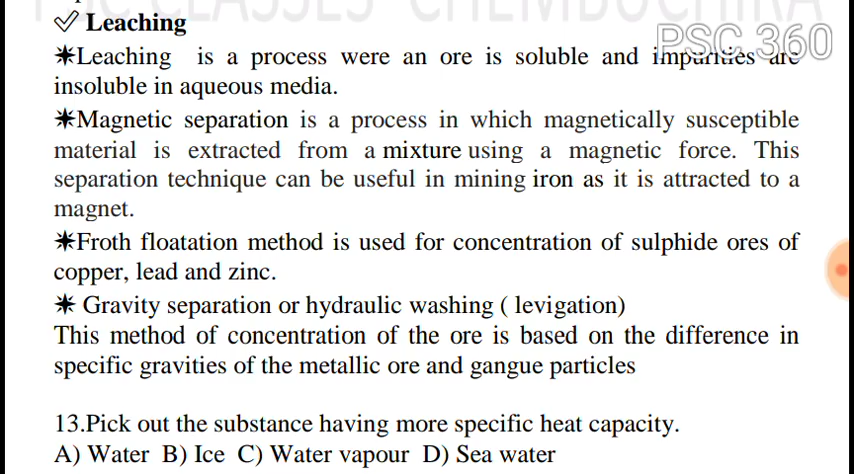 PSC CLASSES CHEMBUCHIRA
✓ Leaching
PSC 360
✶Leaching is a process were an ore is soluble and impurities are
insoluble in aqueous media.
✶Magnetic separation is a process in which magnetically susceptible
material is extracted from a mixture using a magnetic force. This
separation technique can be useful in mining iron as it is attracted to a
magnet.
✶Froth floatation method is used for concentration of sulphide ores of
copper, lead and zinc.
✶ Gravity separation or hydraulic washing ( levigation)
This method of concentration of the ore is based on the difference in
specific gravities of the metallic ore and gangue particles
13.Pick out the substance having more specific heat capacity.
A) Water B) Ice C) Water vapour D) Sea water